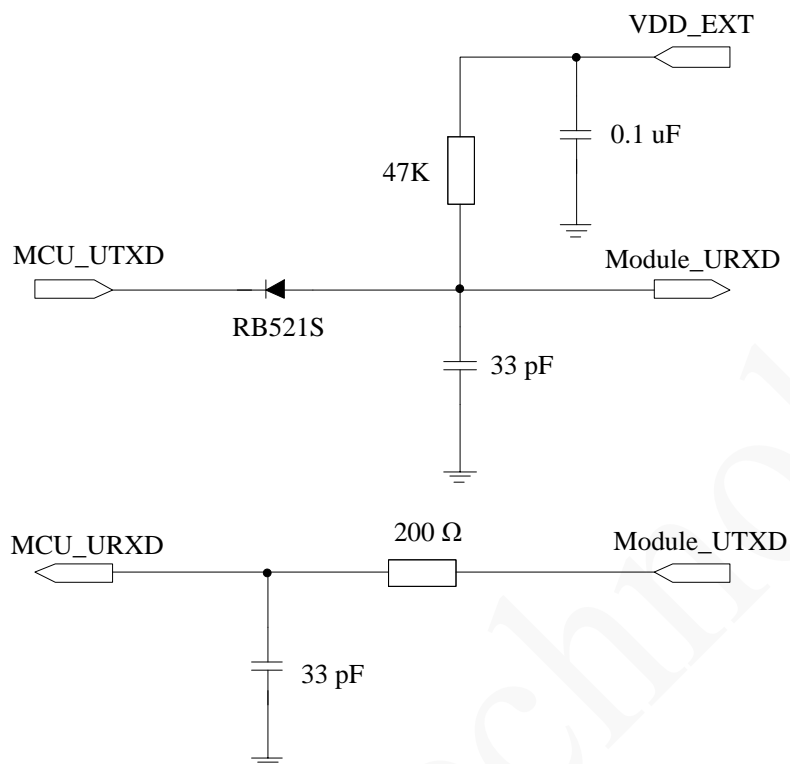 VDD_EXT
0.1 uF
47K
MCU_UTXD
Module_URXD
RB521S
33 pF
200 Ω
MCU_URXD
Module_UTXD
33 pF